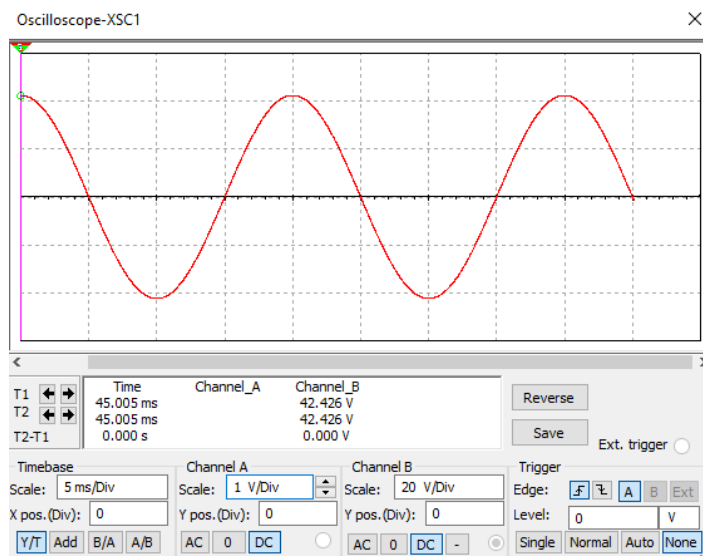 Oscilloscope-XSC1
Time Channel_A Channel_B
T1 45.005 ms 42.426 V
T2 45.005 ms 42.426 V
T2-T1 0.000 s 0.000 V
Reverse
Save
Ext. trigger
Timebase
Scale: 5 ms/Div
X pos.(Div): 0
Y/T Add B/A A/B
Channel A
Scale: 1 V/Div
Y pos.(Div): 0
AC 0 DC
Channel B
Scale: 20 V/Div
Y pos.(Div): 0
AC 0 DC -
Trigger
Edge: A B Ext
Level: 0 V
Single Normal Auto None